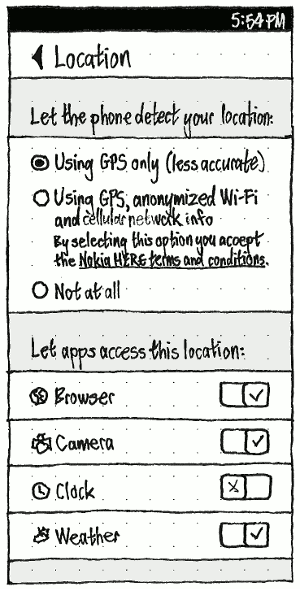 5:54 PM
Location
Let the phone detect your location:
Using GPS only (less accurate)
Using GPS, anonymized Wi-Fi
and cellular network info
By selecting this option you accept
the Nokia HERE terms and conditions.
Not at all
Let apps access this location:
Browser
Camera
Clock
Weather